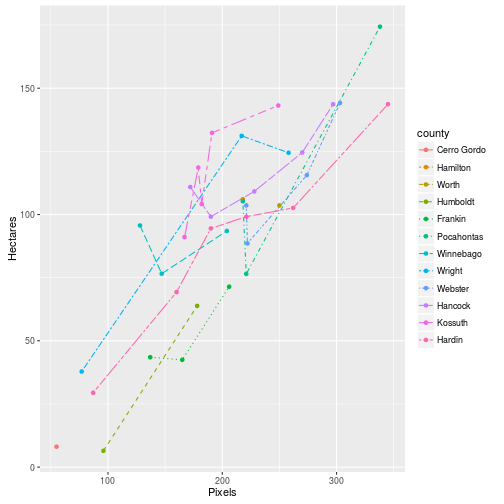 150
100
50
0
Hectares
100
200
300
Pixels
county
Cerro Gordo
Hamilton
Worth
Humboldt
Frankin
Pocahontas
Winnebago
Wright
Webster
Hancock
Kossuth
Hardin